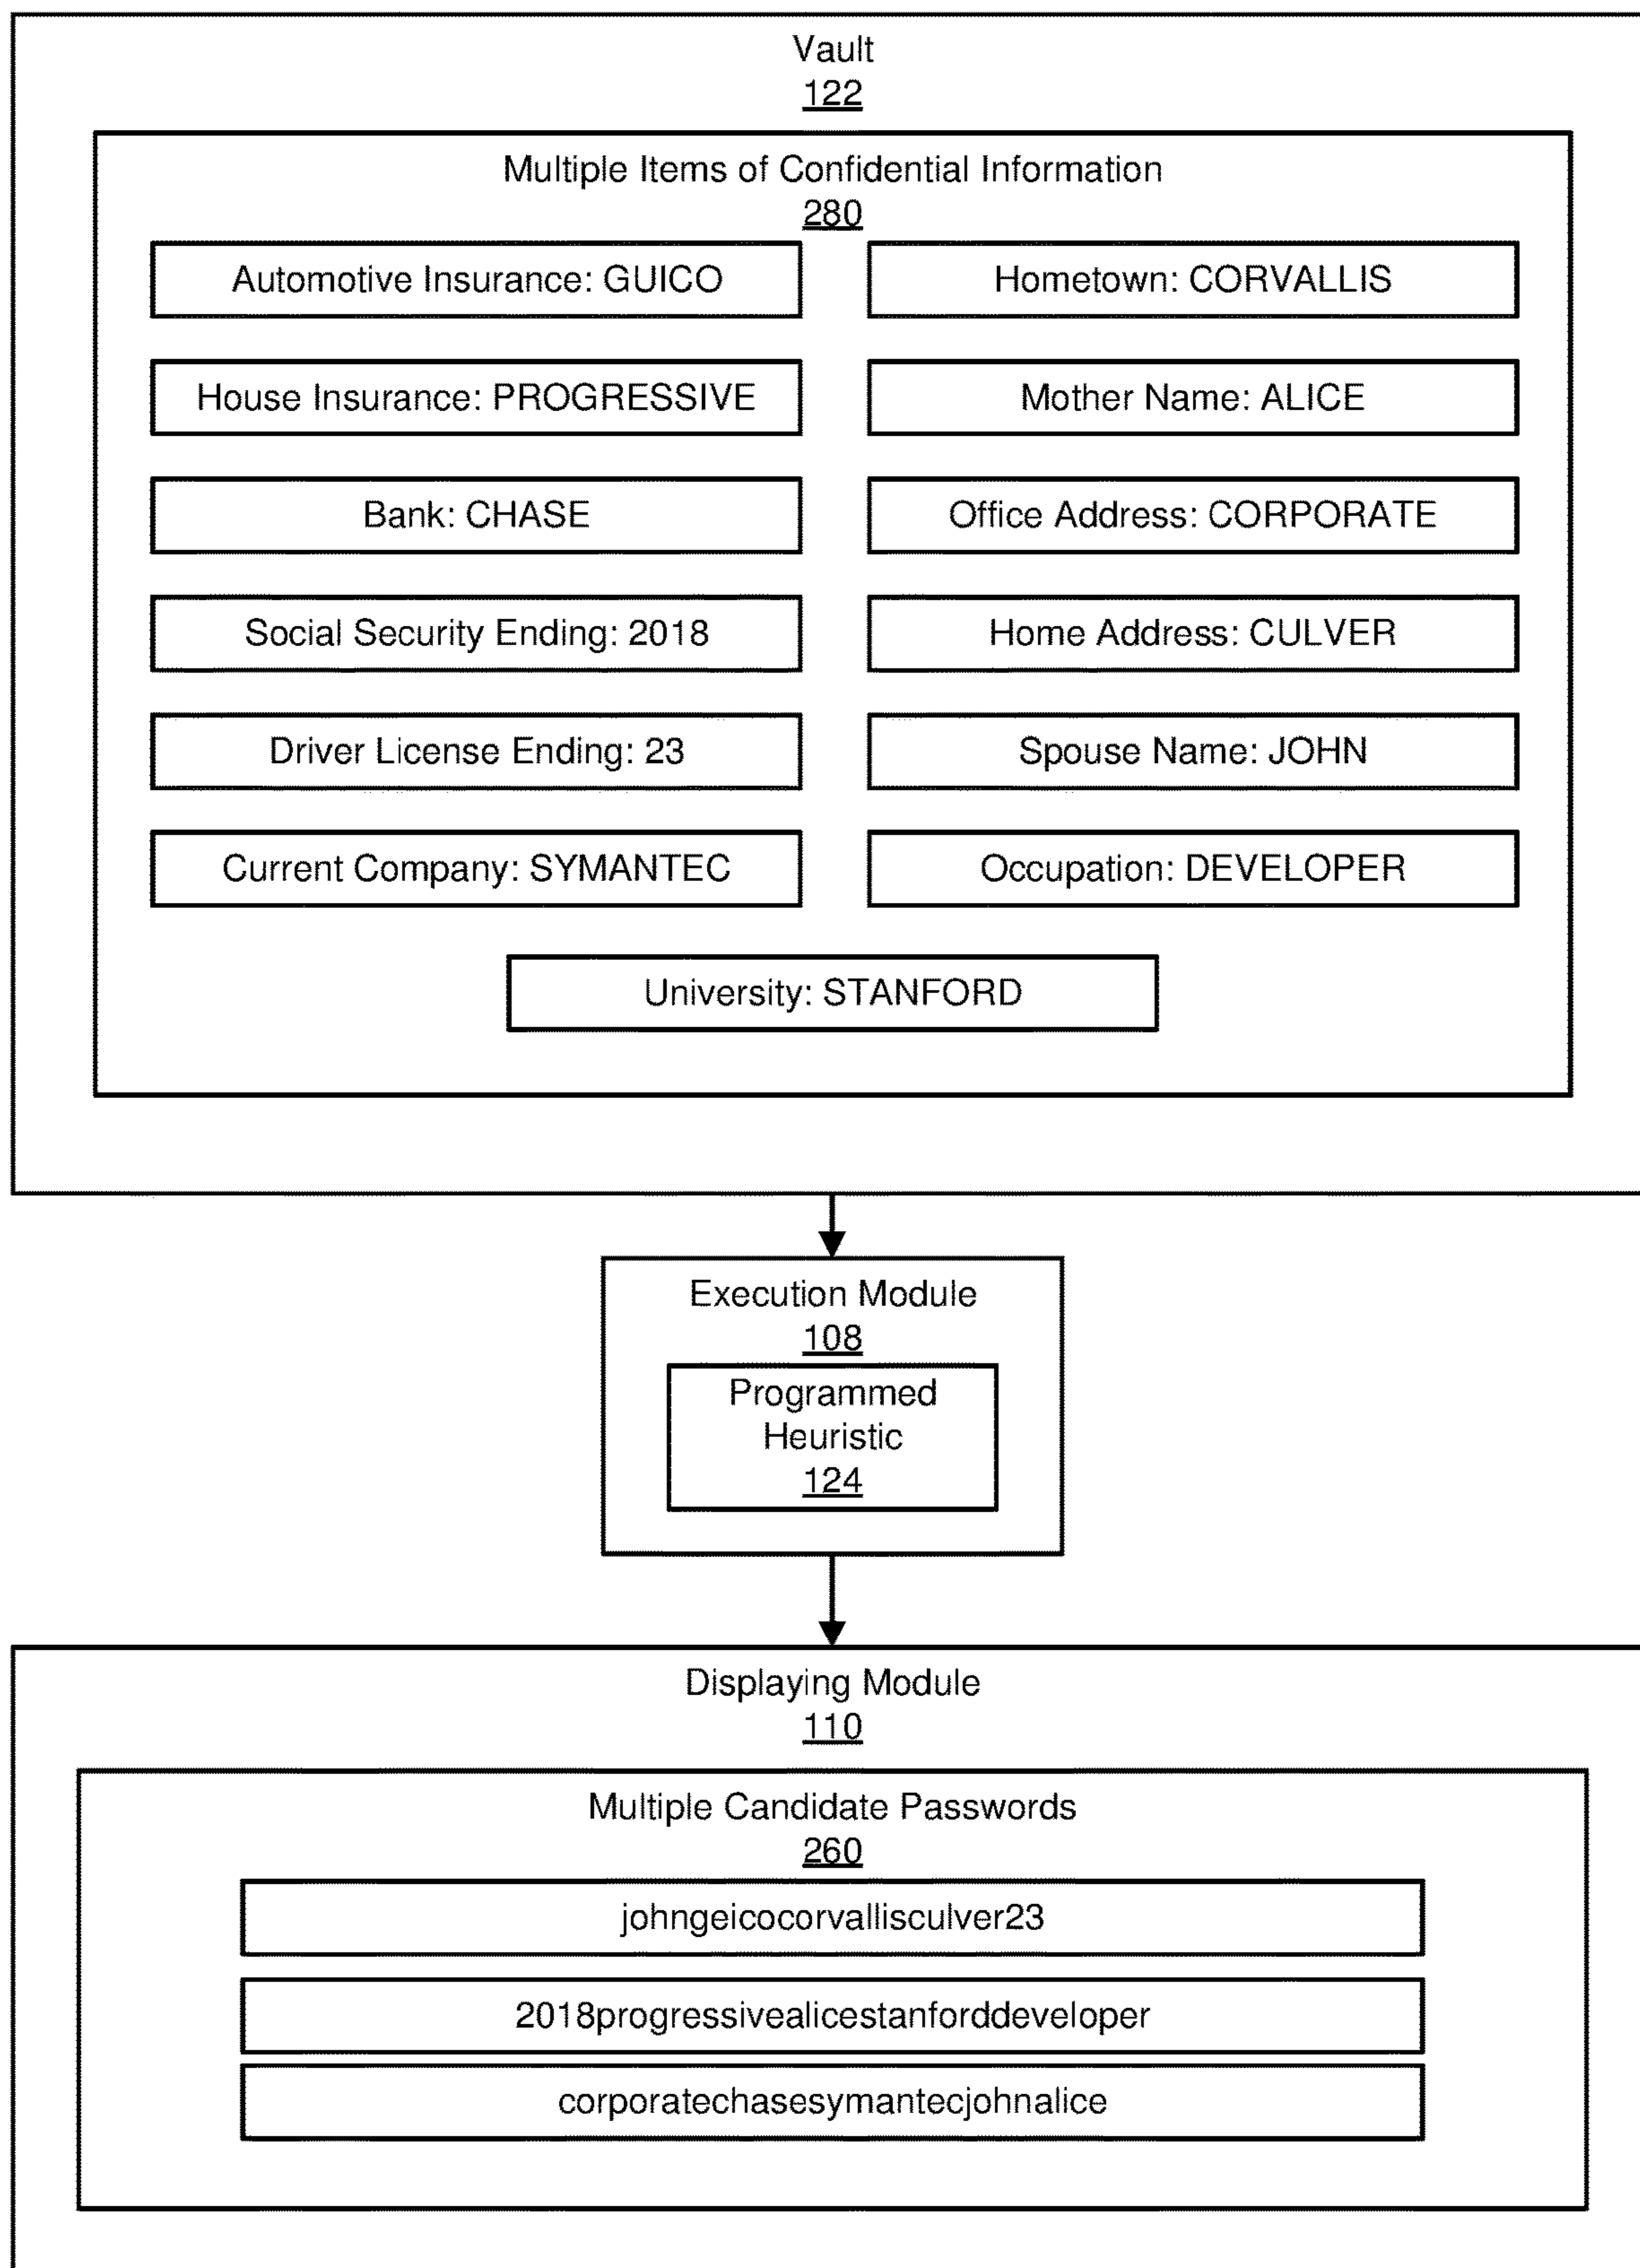 Vault
122
Multiple Items of Confidential Information
280
Automotive Insurance: GUICO
Hometown: CORVALLIS
House Insurance: PROGRESSIVE
Mother Name: ALICE
Bank: CHASE
Office Address: CORPORATE
Social Security Ending: 2018
Home Address: CULVER
Driver License Ending: 23
Spouse Name: JOHN
Current Company: SYMANTEC
Occupation: DEVELOPER
University: STANFORD
Execution Module
108
Programmed
Heuristic
124
Displaying Module
110
Multiple Candidate Passwords
260
johngeicocorvallisculver23
2018progressivealicestanforddeveloper
corporatechasesymantecjohnalice